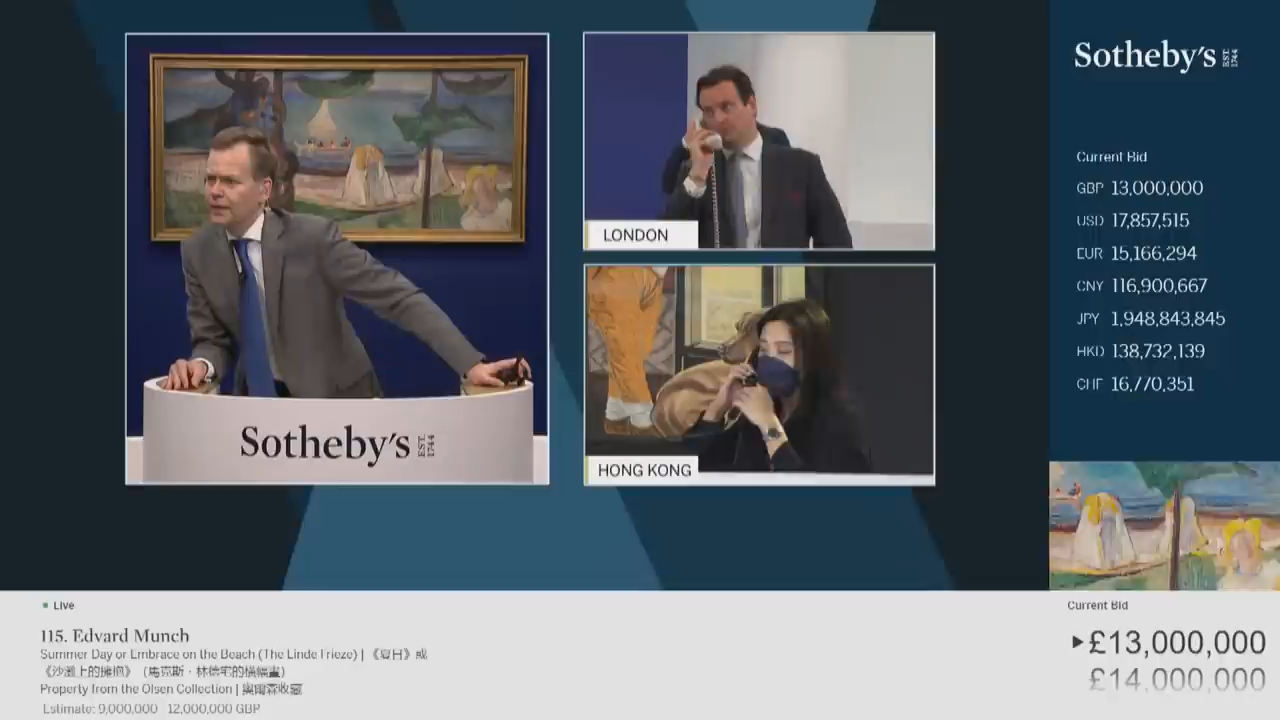 Sotheby's EST. 1744
LONDON
HONG KONG
Sotheby's EST. 1744
Current Bid
GBP 13,000,000
USD 17,857,515
EUR 15,166,294
CNY 116,900,667
JPY 1,948,843,845
HKD 138,732,139
CHF 16,770,351
Live
115. Edvard Munch
Summer Day or Embrace on the Beach (The Linde Frieze) | 《夏日》或
《沙灘上的擁抱》（馬克斯·林德宅的橫幅畫）
Property from the Olsen Collection | 奧爾森收藏
Estimate: 9,000,000 12,000,000 GBP
Current Bid
£13,000,000
£14,000,000